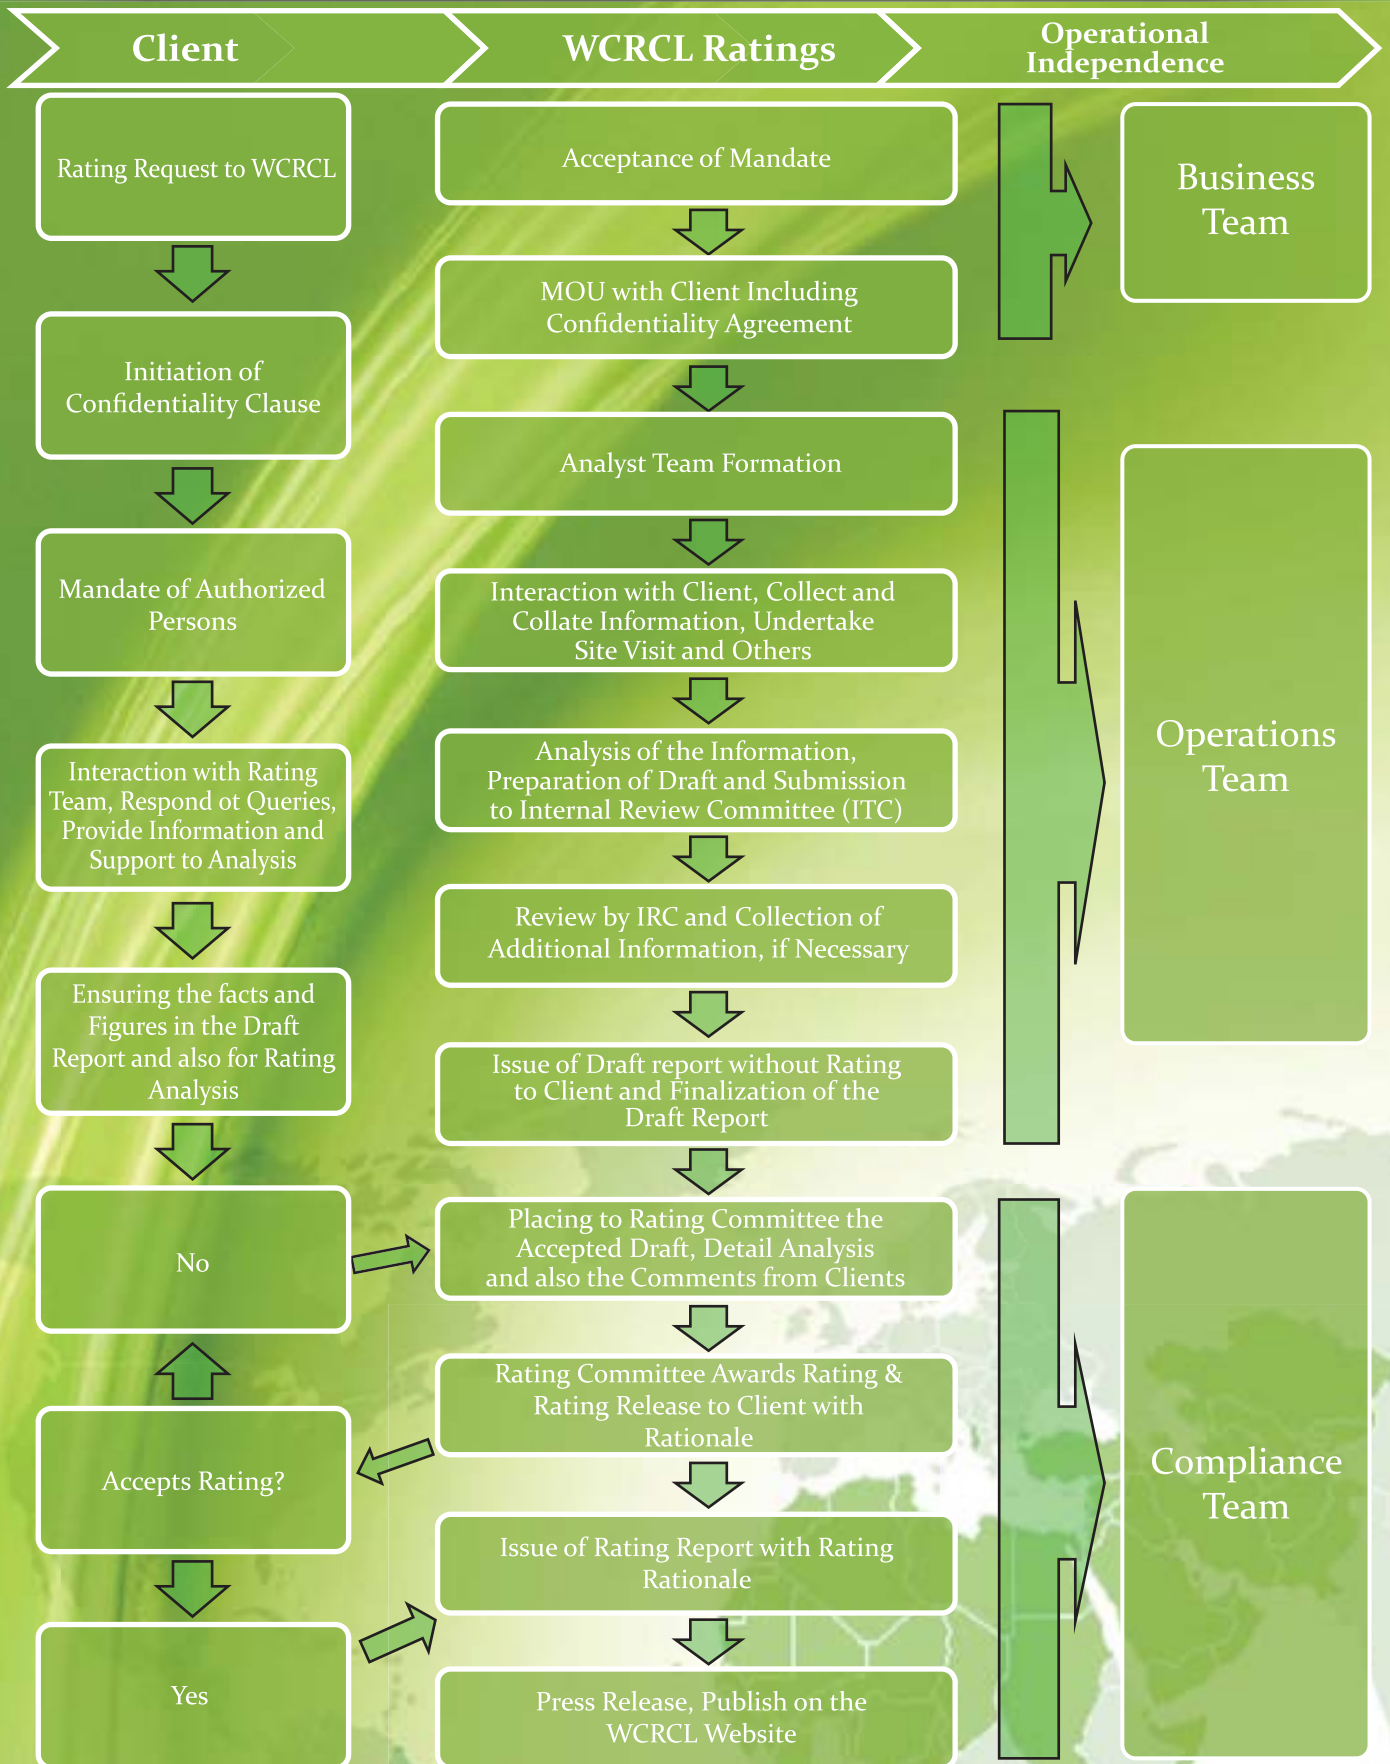 Client
WCRCL Ratings
Operational
Independence
Rating Request to WCRCL
Initiation of
Confidentiality Clause
Mandate of Authorized
Persons
Interaction with Rating
Team, Respond ot Queries,
Provide Information and
Support to Analysis
Ensuring the facts and
Figures in the Draft
Report and also for Rating
Analysis
No
Accepts Rating?
Yes
Acceptance of Mandate
MOU with Client Including
Confidentiality Agreement
Analyst Team Formation
Interaction with Client, Collect and
Collate Information, Undertake
Site Visit and Others
Analysis of the Information,
Preparation of Draft and Submission
to Internal Review Committee (ITC)
Review by IRC and Collection of
Additional Information, if Necessary
Issue of Draft report without Rating
to Client and Finalization of the
Draft Report
Placing to Rating Committee the
Accepted Draft, Detail Analysis
and also the Comments from Clients
Rating Committee Awards Rating &
Rating Release to Client with
Rationale
Issue of Rating Report with Rating
Rationale
Press Release, Publish on the
WCRCL Website
Business
Team
Operations
Team
Compliance
Team